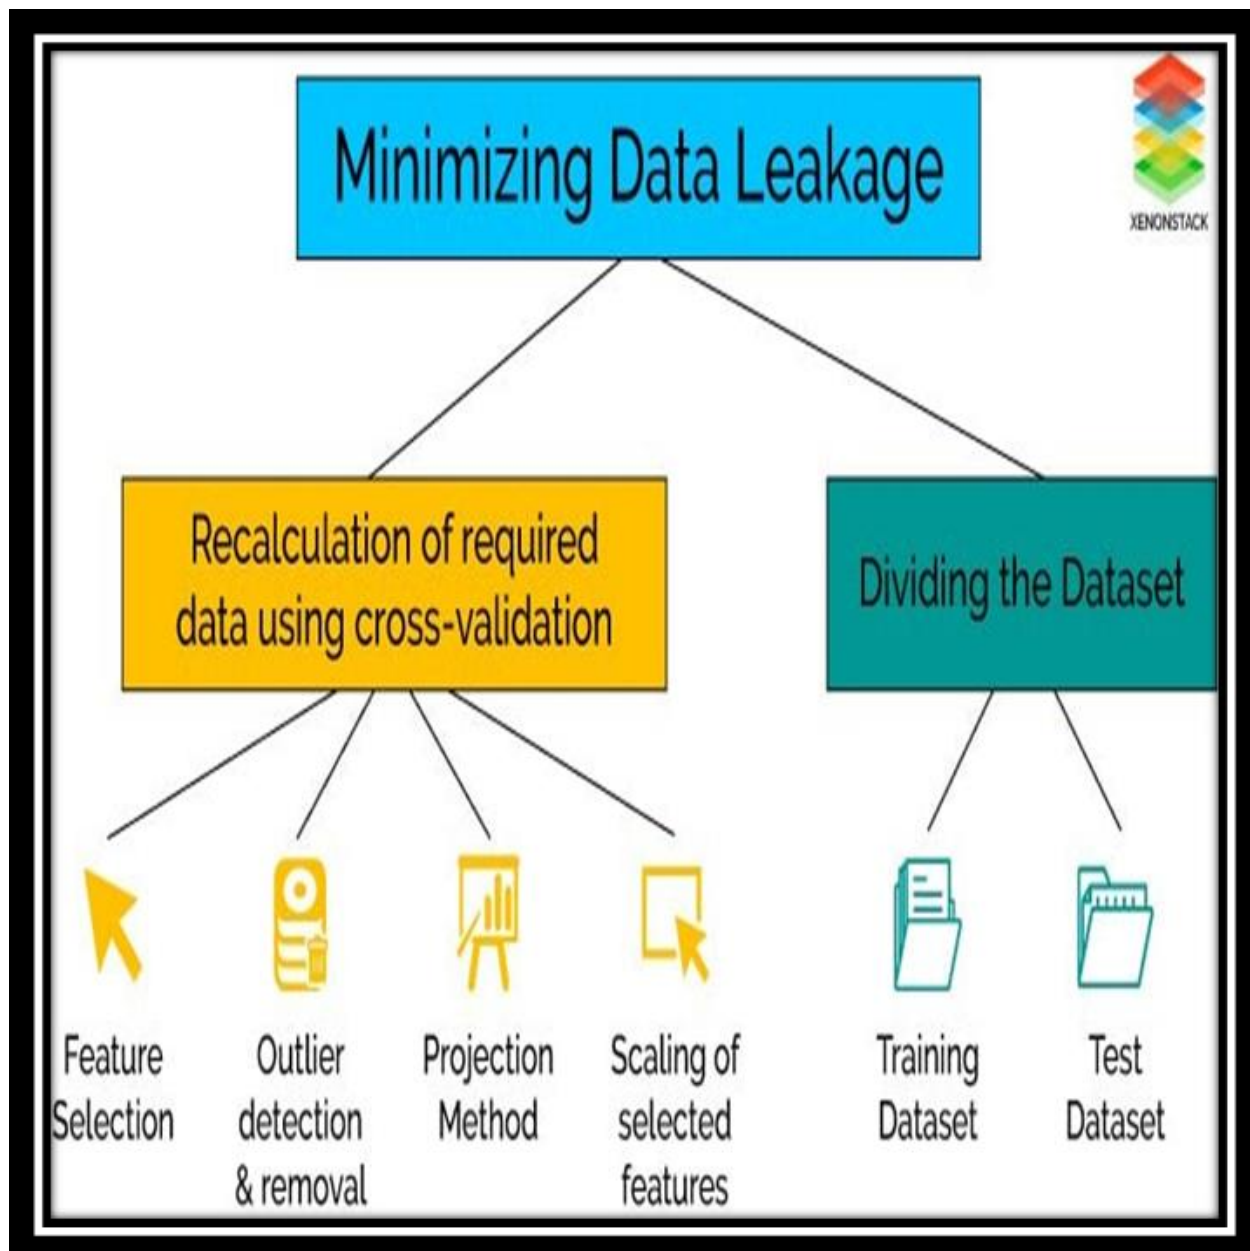 Minimizing Data Leakage
XENONSTACK
Recalculation of required
data using cross-validation
Dividing the Dataset
Feature
Selection
Outlier
detection
& removal
Projection
Method
Scaling of
selected
features
Training
Dataset
Test
Dataset